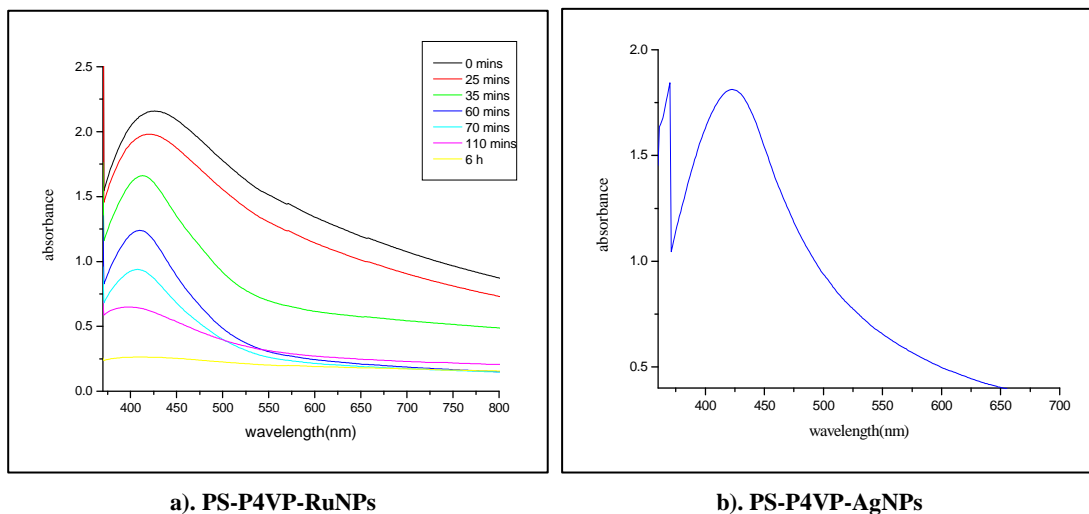 0 mins
25 mins
35 mins
60 mins
70 mins
110 mins
6 h
2.5
2.0
1.5
1.0
0.5
0.0
absorbance
400 450 500 550 600 650 700 750 800
wavelength(nm)
a). PS-P4VP-RuNPs
2.0
1.5
1.0
0.5
absorbance
400 450 500 550 600 650 700
wavelength(nm)
b). PS-P4VP-AgNPs